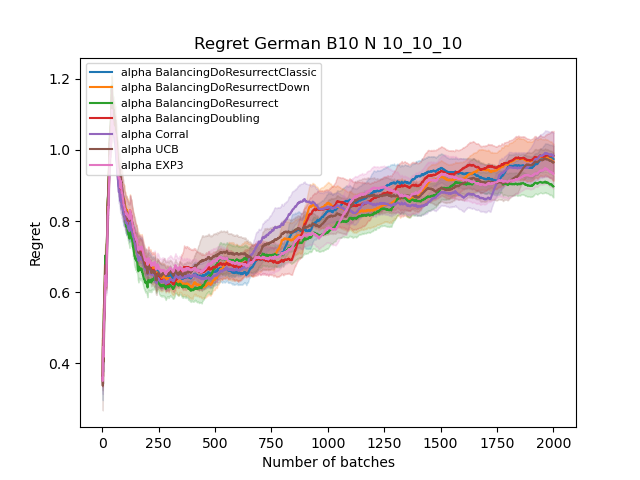 Regret German B10 N 10_10_10
alpha BalancingDoResurrectClassic
alpha BalancingDoResurrectDown
alpha BalancingDoResurrect
alpha BalancingDoubling
alpha Corral
alpha UCB
alpha EXP3
1.2
1.0
0.8
0.6
0.4
Regret
0 250 500 750 1000 1250 1500 1750 2000
Number of batches